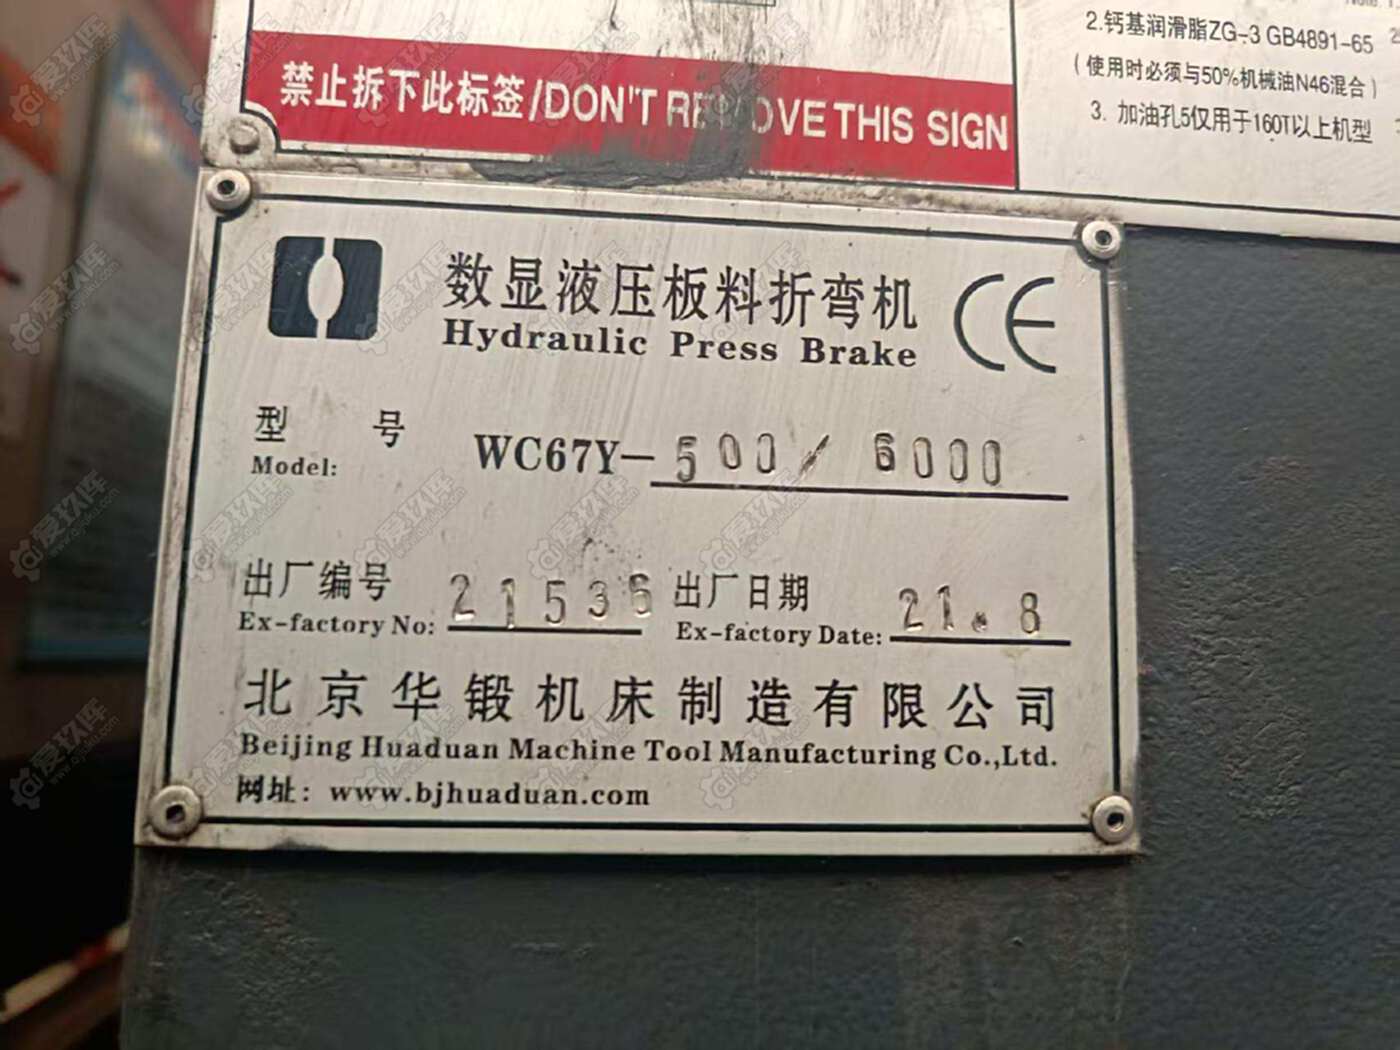 2.钙基润滑脂ZG-3 GB4891-65
(使用时必须与50%机械油N46混合)
3. 加油孔5仅用于160T以上机型
禁止拆下此标签/DON'T REMOVE THIS SIGN
数显液压板料折弯机 CE
Hydraulic Press Brake
型 号
Model: WC67Y-500/6000
出厂编号 21536 出厂日期 21.8
Ex-factory No: Ex-factory Date:
北京华锻机床制造有限公司
Beijing Huaduan Machine Tool Manufacturing Co.,Ltd.
网址: www.bjhuaduan.com